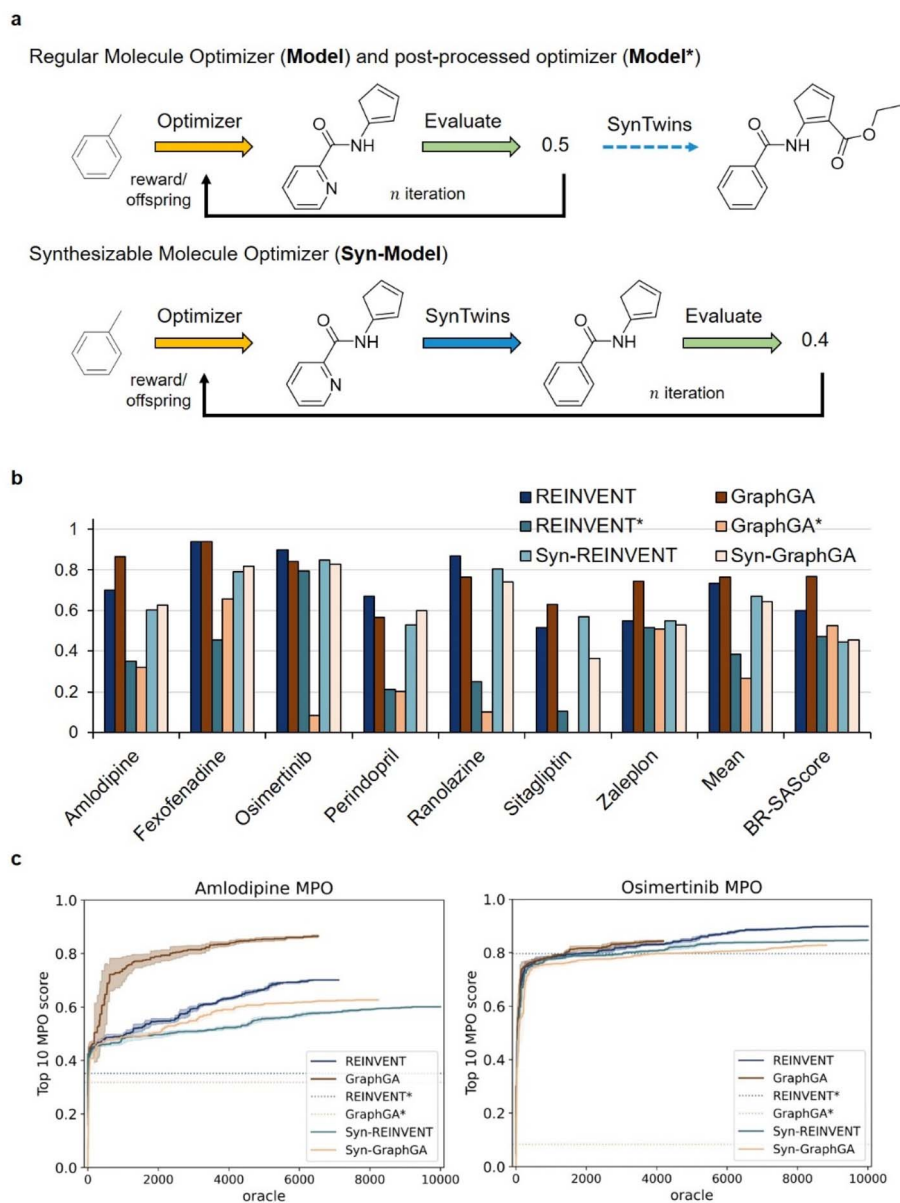 a
Regular Molecule Optimizer (Model) and post-processed optimizer (Model*)
Optimizer
Evaluate
SynTwins
O
NH
N
0.5
O
NH
O
O
reward/
offspring
n iteration
Synthesizable Molecule Optimizer (Syn-Model)
Optimizer
SynTwins
Evaluate
O
NH
N
O
NH
0.4
reward/
offspring
n iteration
b
REINVENT
GraphGA
REINVENT*
GraphGA*
Syn-REINVENT
Syn-GraphGA
1
0.8
0.6
0.4
0.2
0
Amlodipine
Fexofenadine
Osimertinib
Perindopril
Ranolazine
Sitagliptin
Zaleplon
Mean
BR-SAScore
c
Amlodipine MPO
Top 10 MPO score
1.0
0.8
0.6
0.4
0.2
0.0
REINVENT
GraphGA
REINVENT*
GraphGA*
Syn-REINVENT
Syn-GraphGA
0
2000
4000
6000
8000
10000
oracle
Osimertinib MPO
Top 10 MPO score
1.0
0.8
0.6
0.4
0.2
0.0
REINVENT
GraphGA
REINVENT*
GraphGA*
Syn-REINVENT
Syn-GraphGA
0
2000
4000
6000
8000
10000
oracle